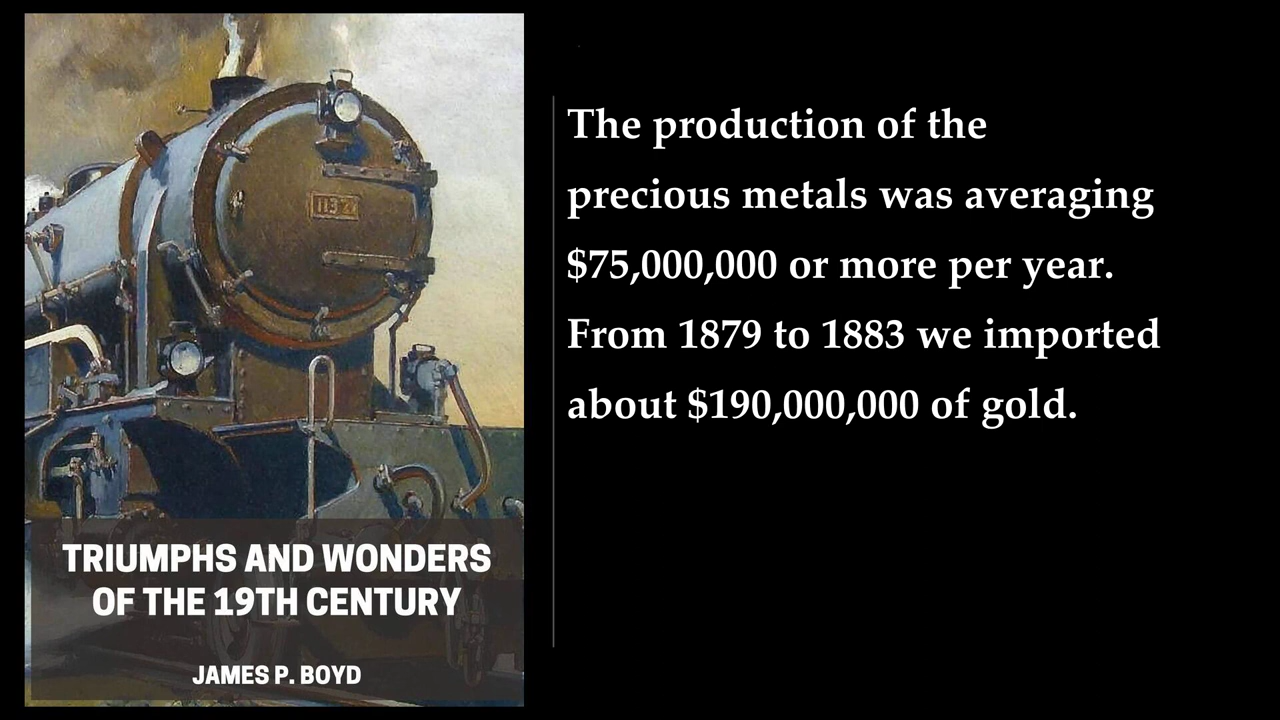 The production of the
precious metals was averaging
$75,000,000 or more per year.
From 1879 to 1883 we imported
about $190,000,000 of gold.
TRIUMPHS AND WONDERS
OF THE 19TH CENTURY
JAMES P. BOYD